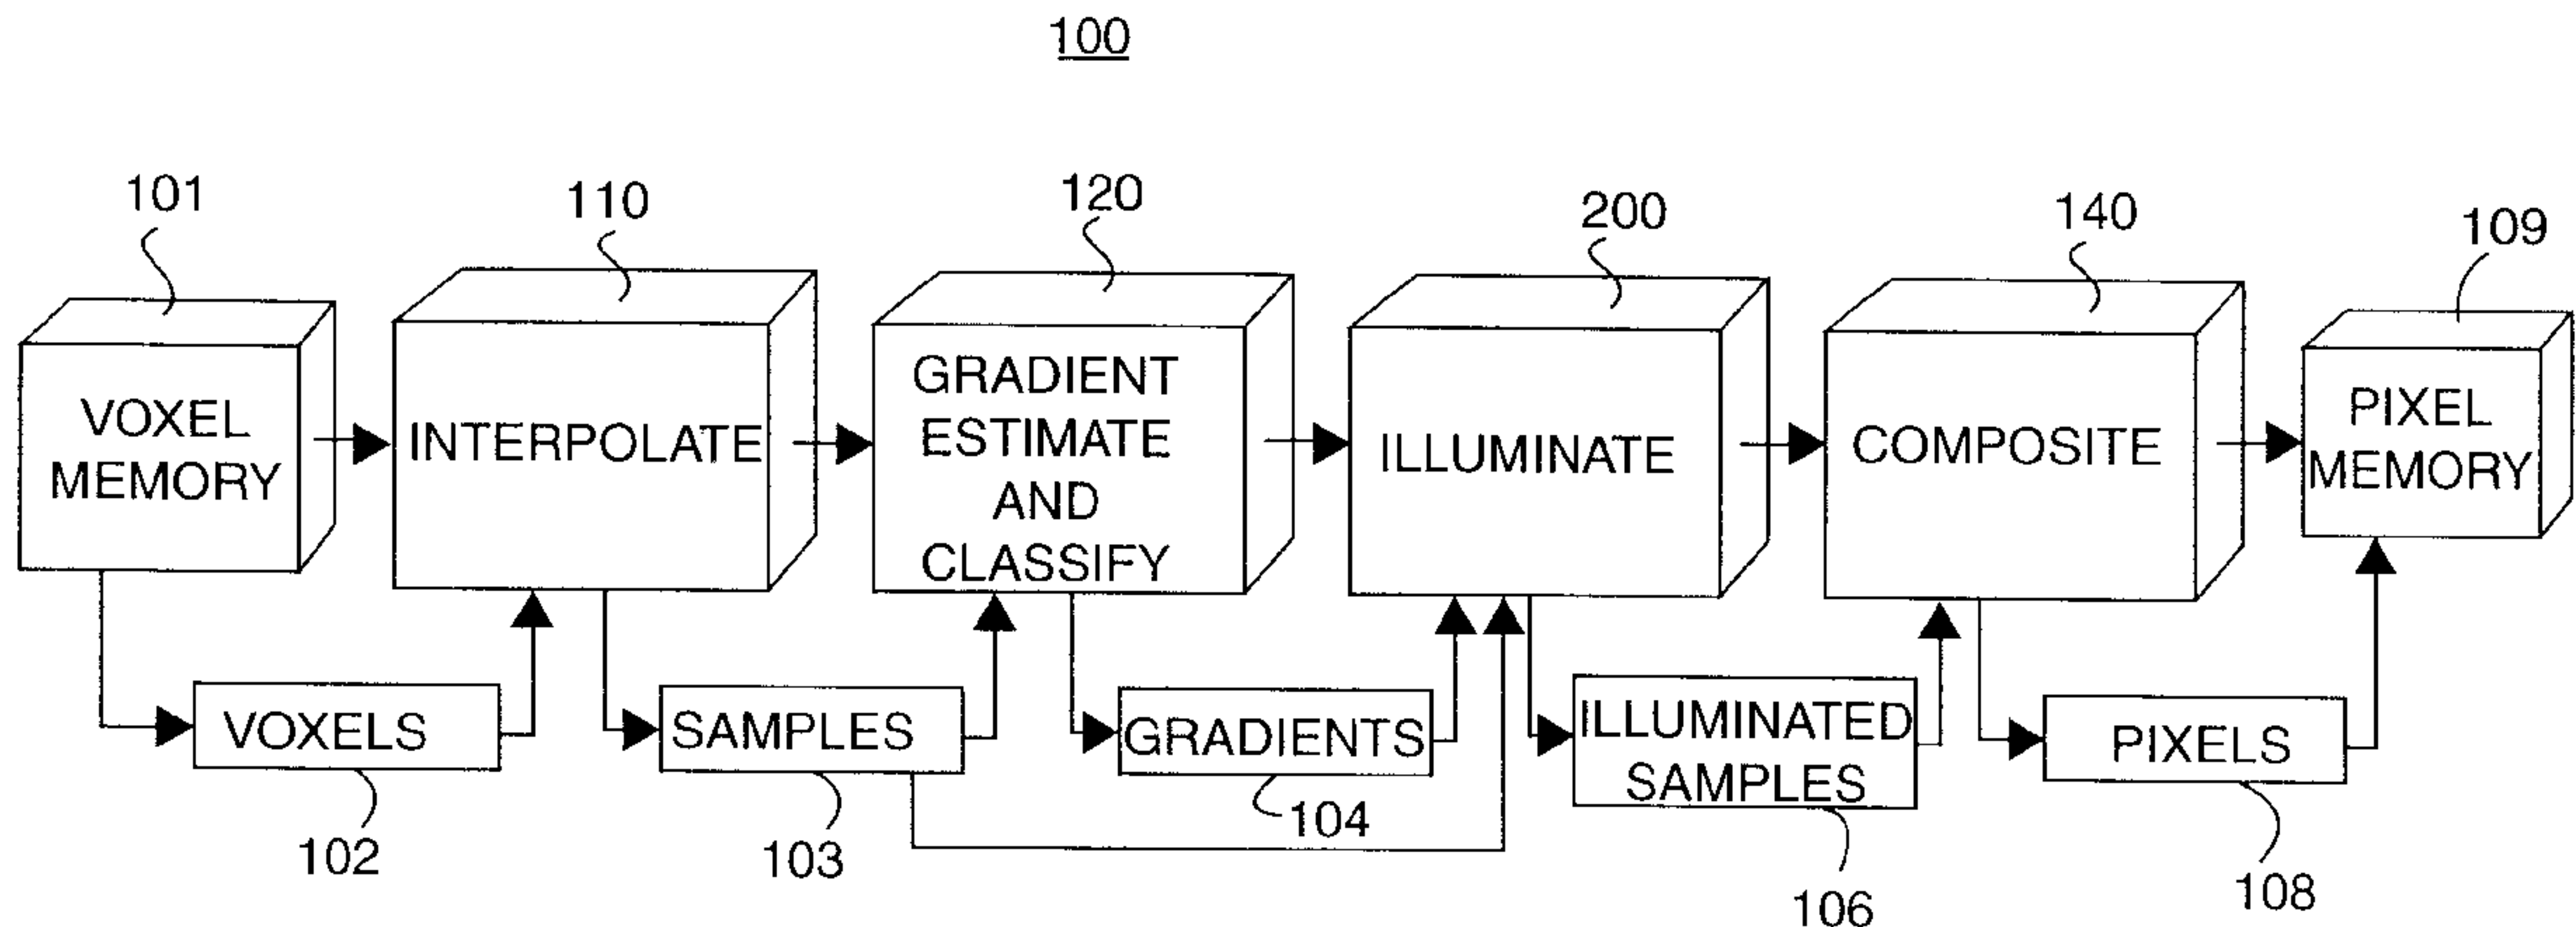 100
101
110
120
200
140
109
VOXEL
MEMORY
INTERPOLATE
GRADIENT
ESTIMATE
AND
CLASSIFY
ILLUMINATE
COMPOSITE
PIXEL
MEMORY
VOXELS
SAMPLES
GRADIENTS
ILLUMINATED
SAMPLES
PIXELS
102
103
104
106
108